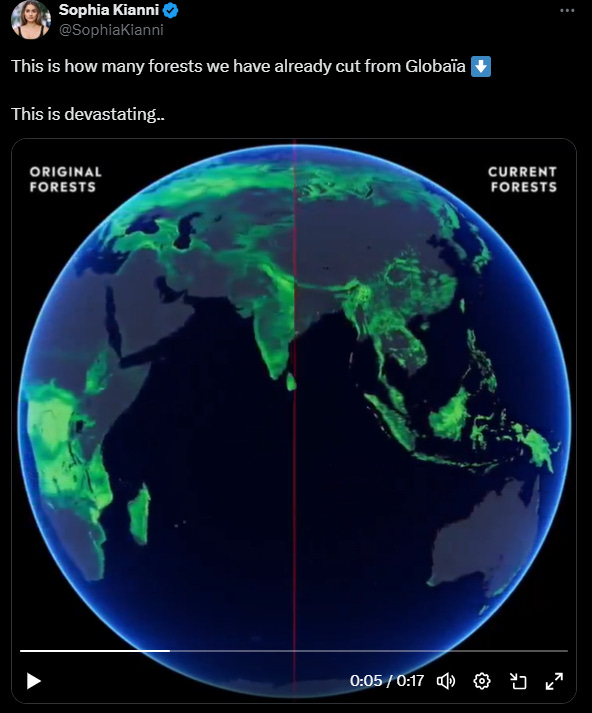 Sophia Kianni
@SophiaKianni
This is how many forests we have already cut from Globaïa
This is devastating..
ORIGINAL
FORESTS
CURRENT
FORESTS
0:05 / 0:17